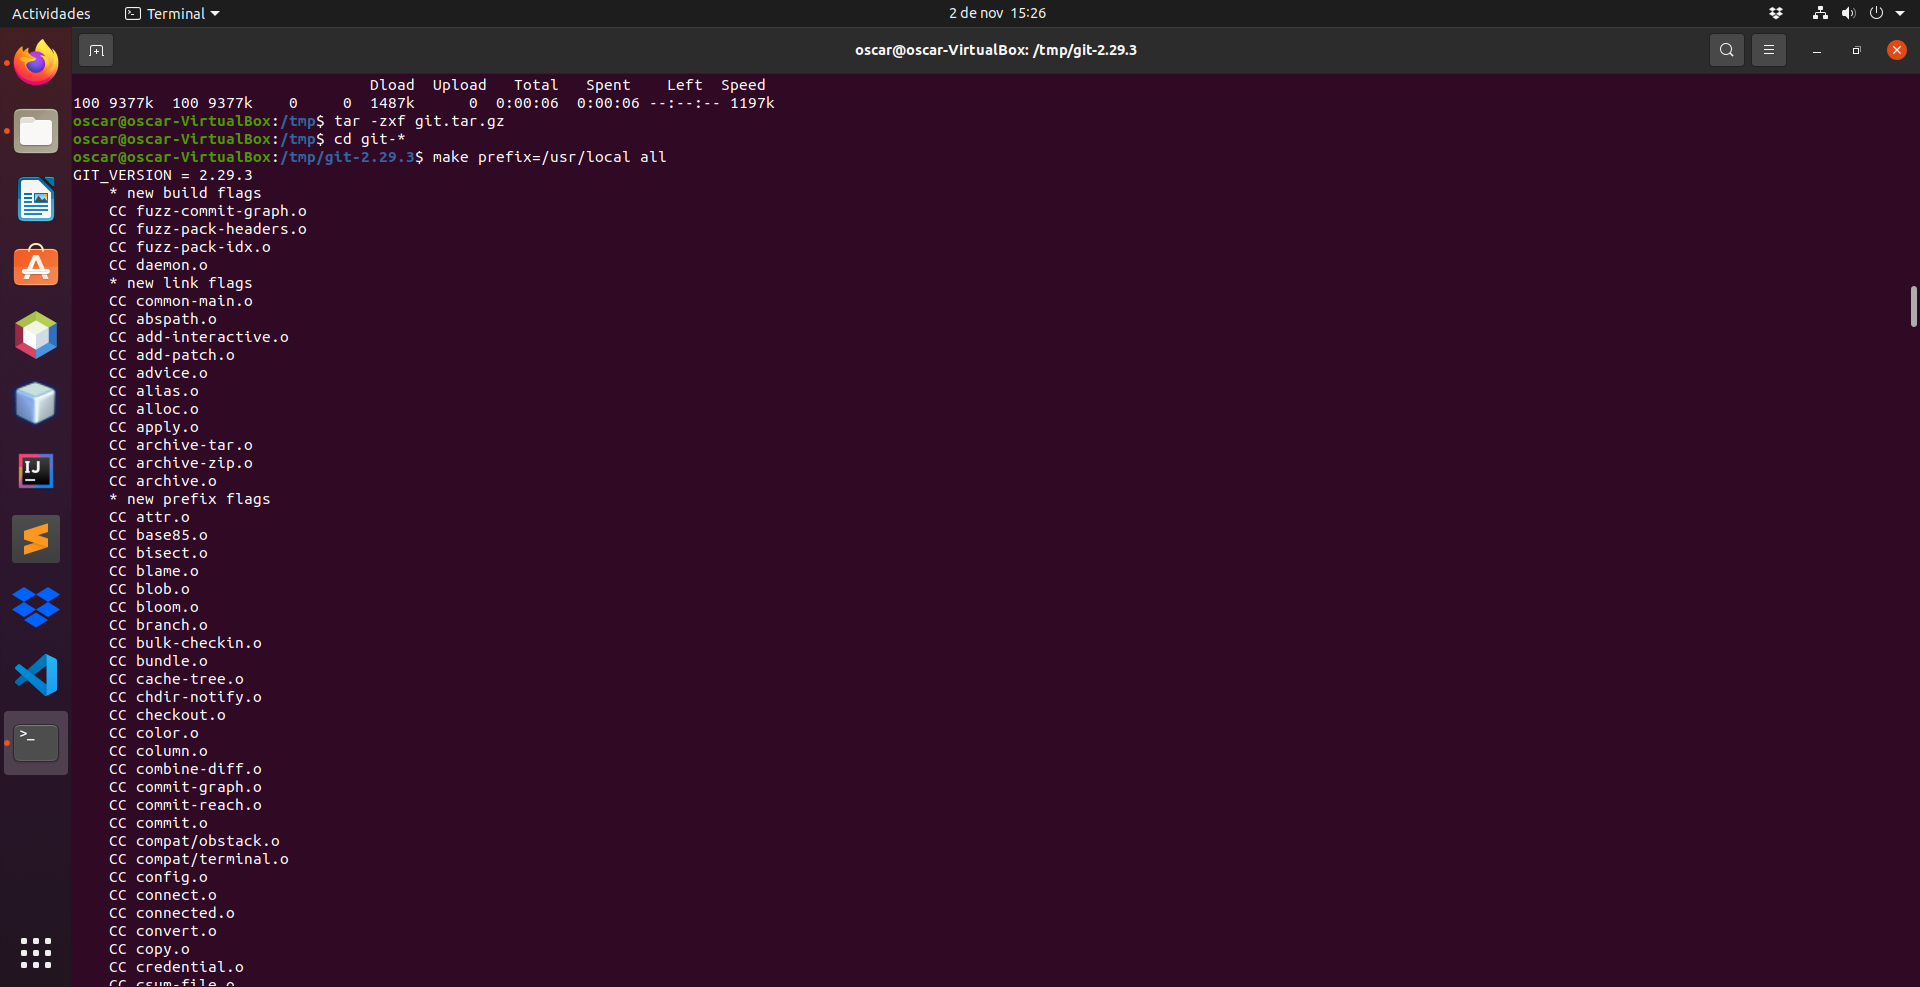 Actividades Terminal 2 de nov 15:26
oscar@oscar-VirtualBox: /tmp/git-2.29.3
Dload Upload Total Spent Left Speed
100 9377k 100 9377k 0 0 1487k 0 0:00:06 0:00:06 --:--:-- 1197k
oscar@oscar-VirtualBox:/tmp$ tar -zxf git.tar.gz
oscar@oscar-VirtualBox:/tmp$ cd git-*
oscar@oscar-VirtualBox:/tmp/git-2.29.3$ make prefix=/usr/local all
GIT_VERSION = 2.29.3
* new build flags
CC fuzz-commit-graph.o
CC fuzz-pack-headers.o
CC fuzz-pack-idx.o
CC daemon.o
* new link flags
CC common-main.o
CC abspath.o
CC add-interactive.o
CC add-patch.o
CC advice.o
CC alias.o
CC alloc.o
CC apply.o
CC archive-tar.o
CC archive-zip.o
CC archive.o
* new prefix flags
CC attr.o
CC base85.o
CC bisect.o
CC blame.o
CC blob.o
CC bloom.o
CC branch.o
CC bulk-checkin.o
CC bundle.o
CC cache-tree.o
CC chdir-notify.o
CC checkout.o
CC color.o
CC column.o
CC combine-diff.o
CC commit-graph.o
CC commit-reach.o
CC commit.o
CC compat/obstack.o
CC compat/terminal.o
CC config.o
CC connect.o
CC connected.o
CC convert.o
CC copy.o
CC credential.o
CC csum-file.o
IJ
>_